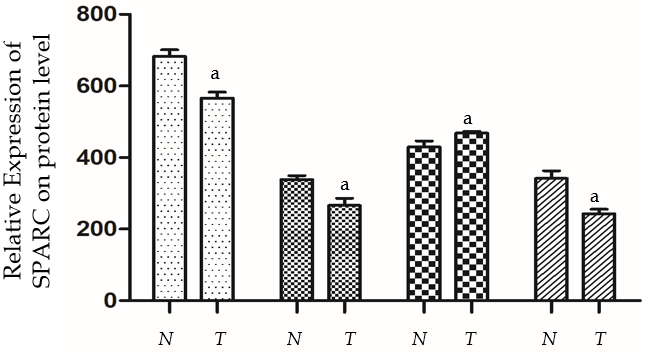 Relative Expression of
SPARC on protein level
800
600
400
200
0
a
a
a
a
N T N T N T N T